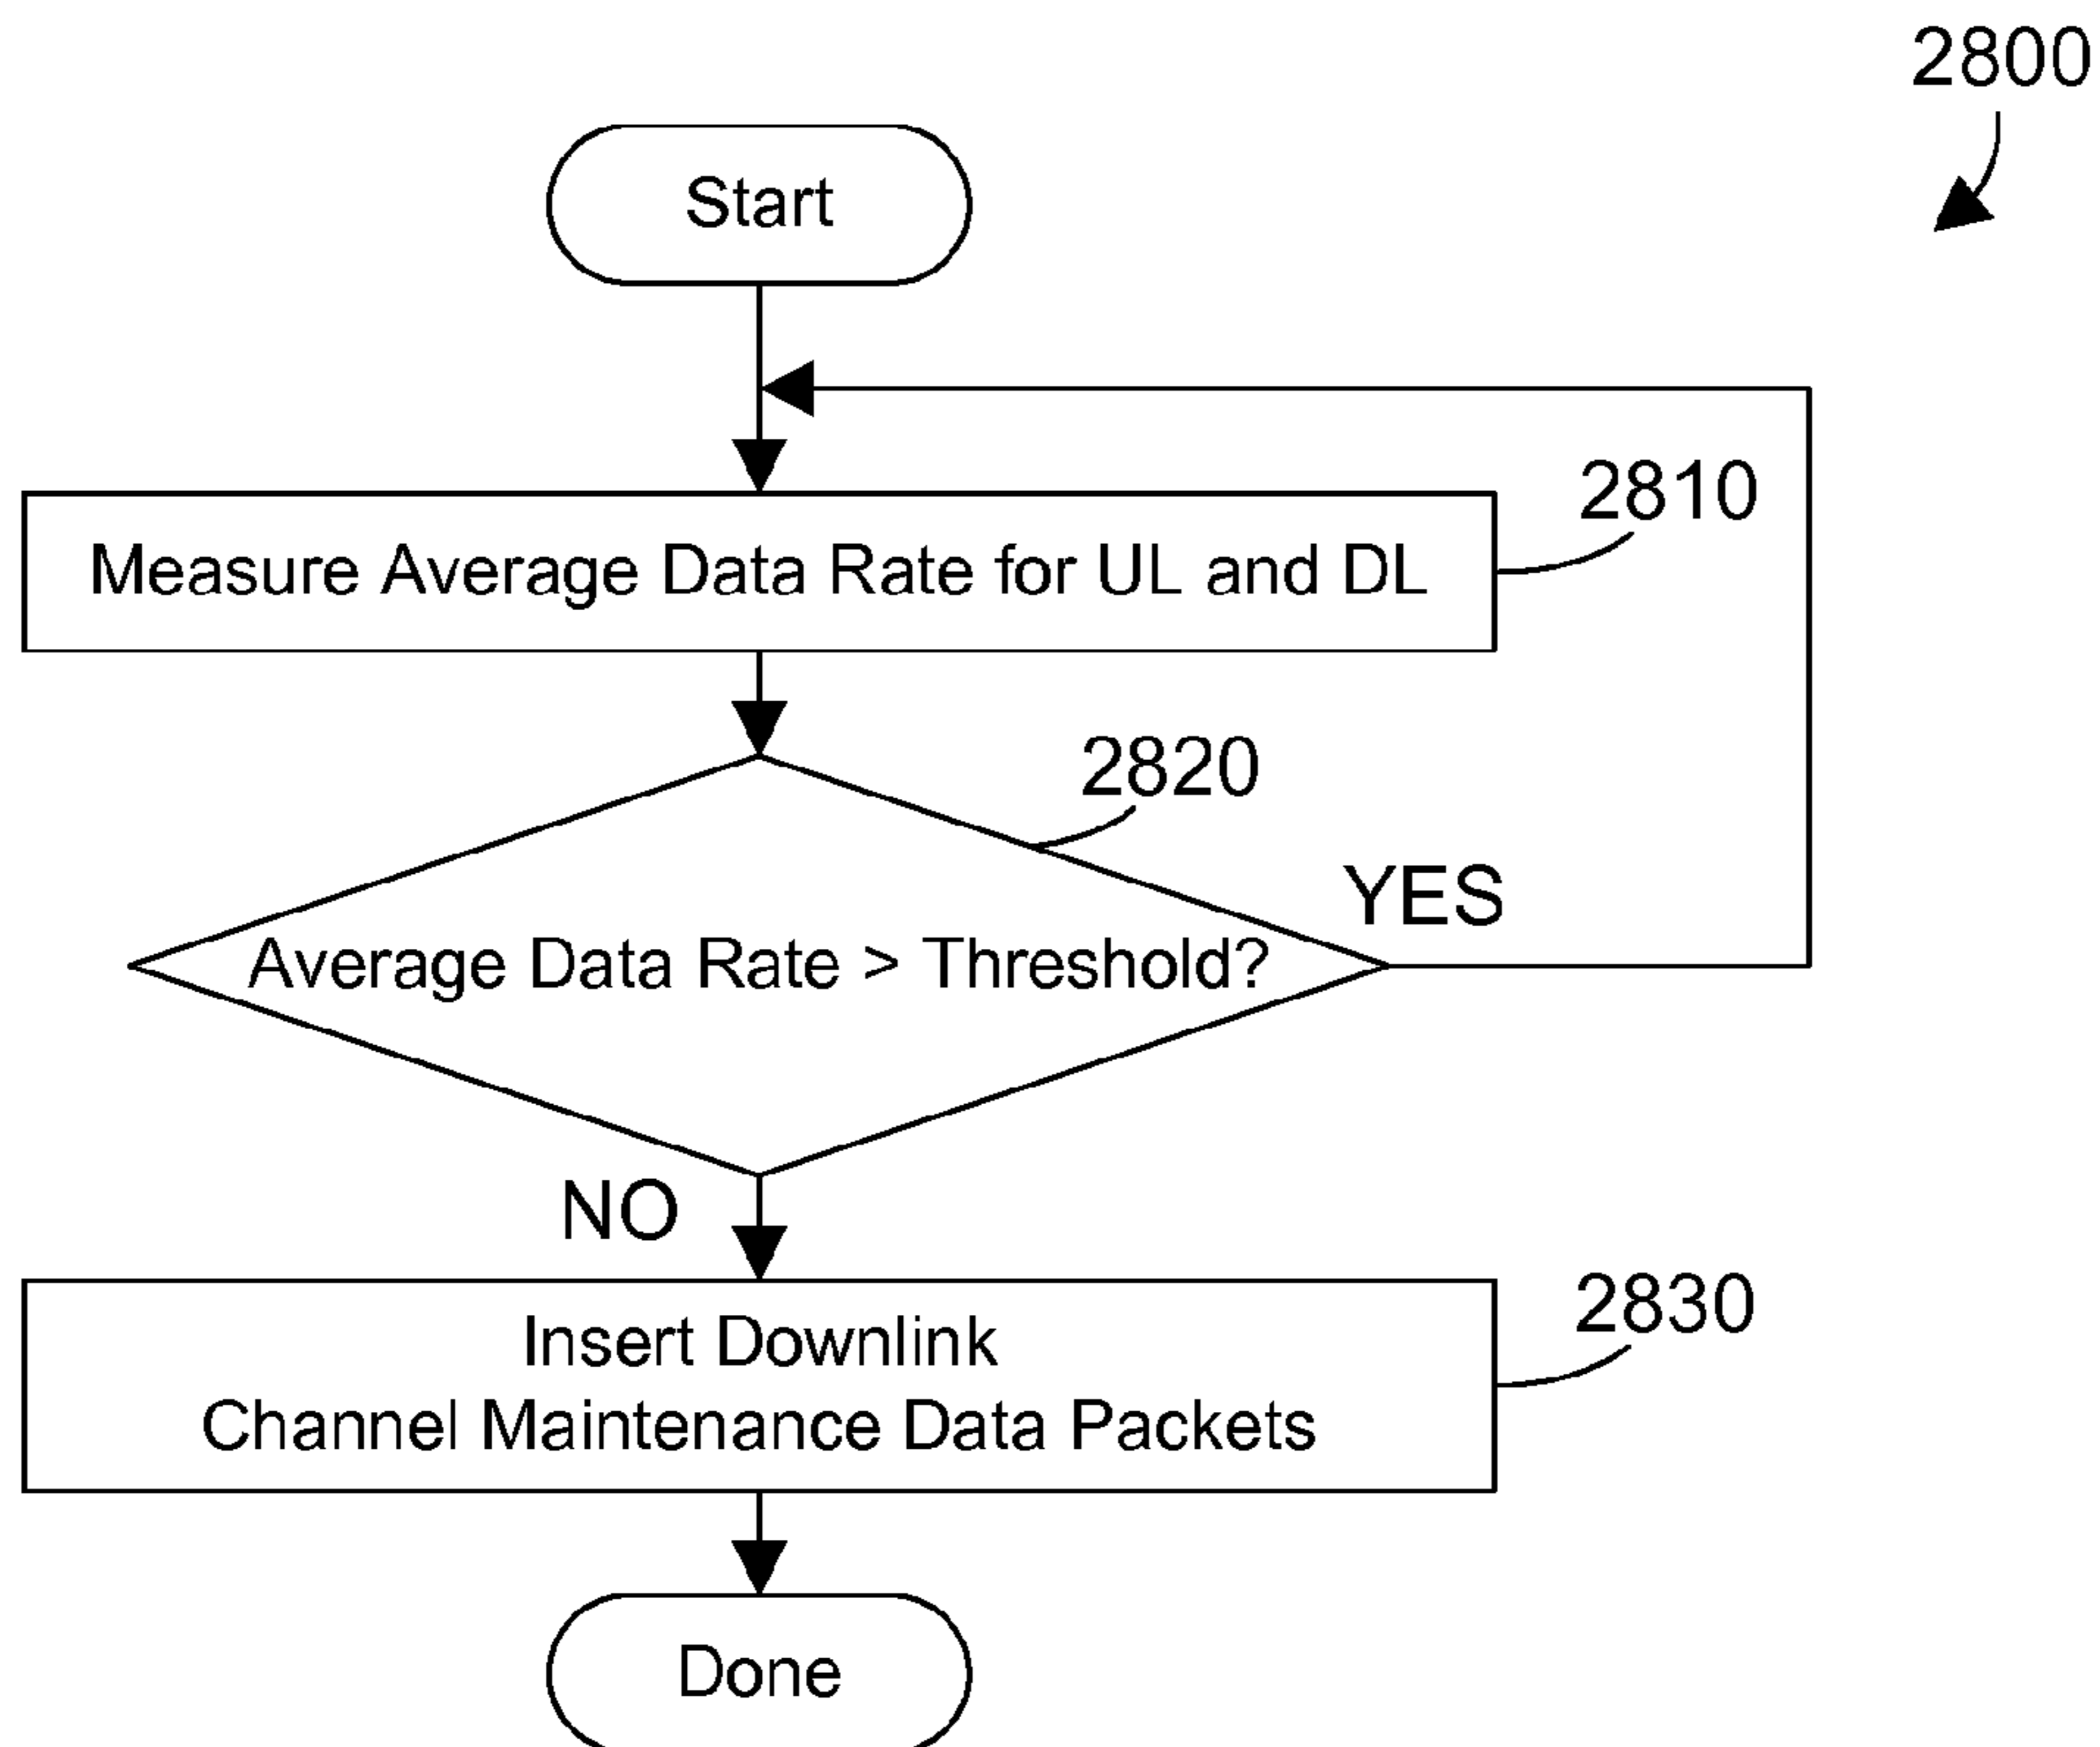 2800
Start
2810
Measure Average Data Rate for UL and DL
2820
YES
Average Data Rate > Threshold?
NO
2830
Insert Downlink
Channel Maintenance Data Packets
Done